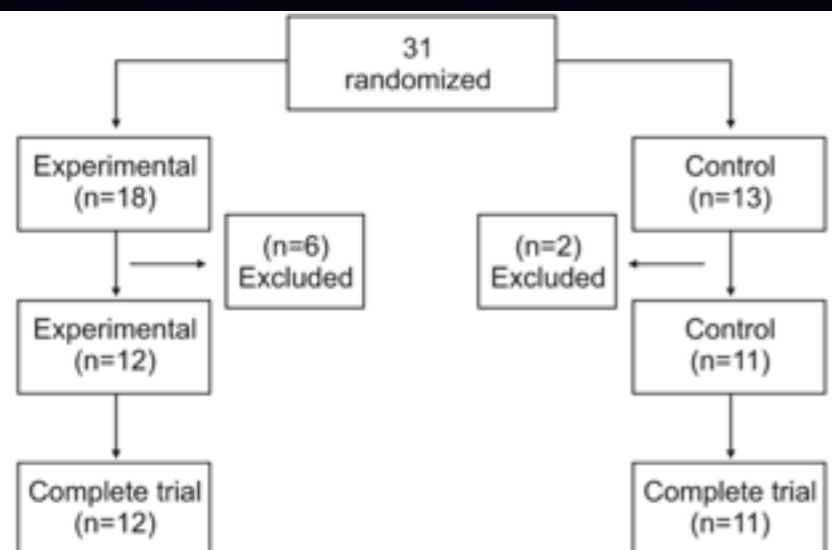 31
randomized
Experimental
(n=18)
Control
(n=13)
(n=6)
Excluded
(n=2)
Excluded
Experimental
(n=12)
Control
(n=11)
Complete trial
(n=12)
Complete trial
(n=11)